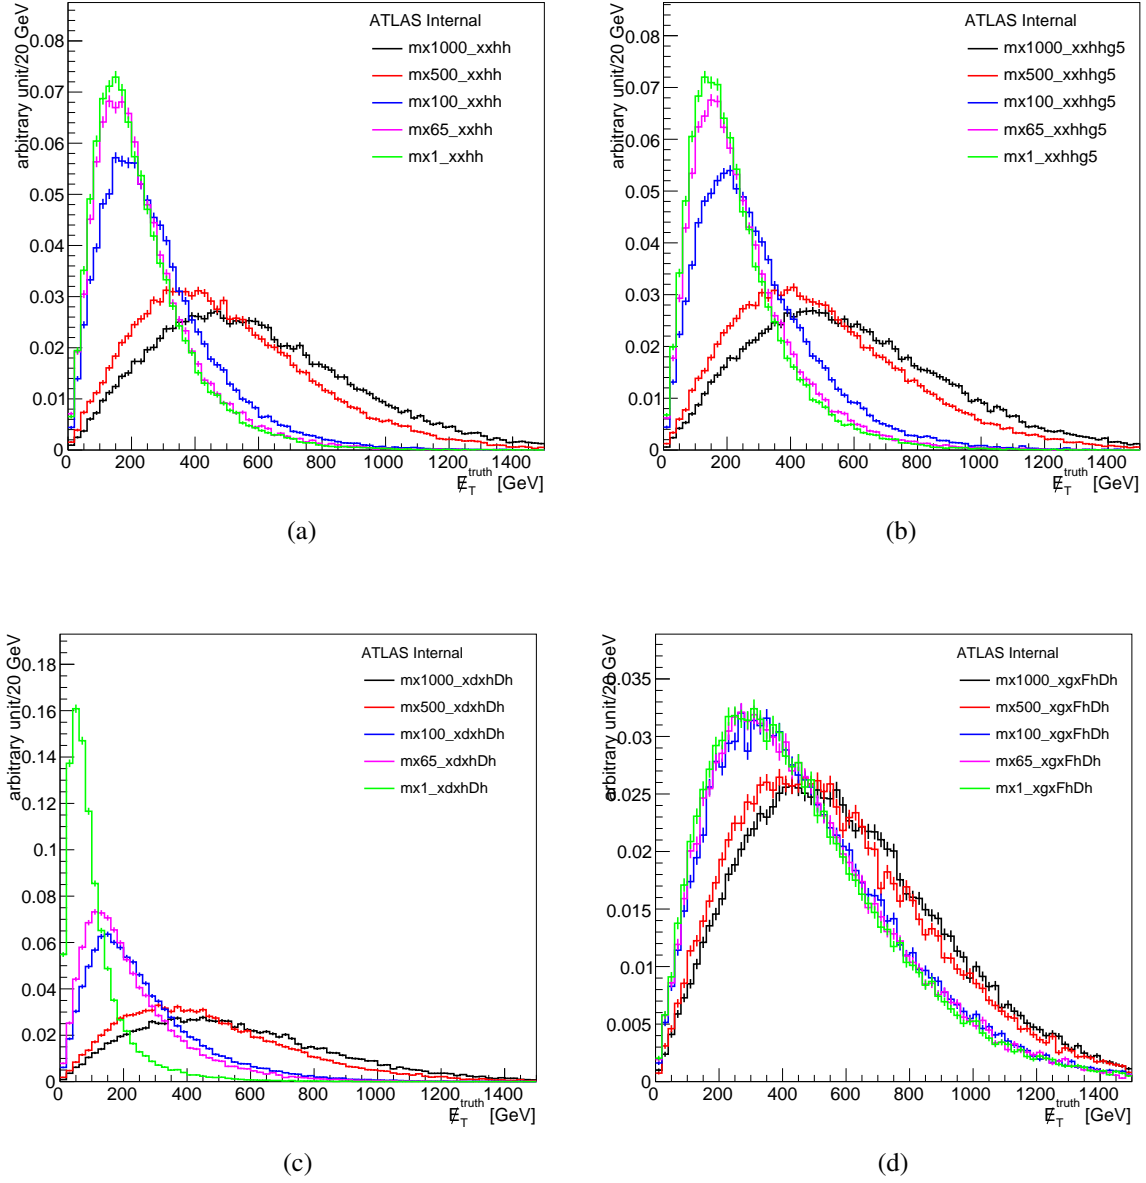 arbitrary unit/20 GeV
ATLAS Internal
mx1000_xxhh
mx500_xxhh
mx100_xxhh
mx65_xxhh
mx1_xxhh
0.08
0.07
0.06
0.05
0.04
0.03
0.02
0.01
0
0 200 400 600 800 1000 1200 1400
E_T^truth [GeV]
(a)
arbitrary unit/20 GeV
ATLAS Internal
mx1000_xxhhg5
mx500_xxhhg5
mx100_xxhhg5
mx65_xxhhg5
mx1_xxhhg5
0.08
0.07
0.06
0.05
0.04
0.03
0.02
0.01
0
0 200 400 600 800 1000 1200 1400
E_T^truth [GeV]
(b)
arbitrary unit/20 GeV
ATLAS Internal
mx1000_xdxhDh
mx500_xdxhDh
mx100_xdxhDh
mx65_xdxhDh
mx1_xdxhDh
0.18
0.16
0.14
0.12
0.1
0.08
0.06
0.04
0.02
0
0 200 400 600 800 1000 1200 1400
E_T^truth [GeV]
(c)
arbitrary unit/20 GeV
ATLAS Internal
mx1000_xgxFhDh
mx500_xgxFhDh
mx100_xgxFhDh
mx65_xgxFhDh
mx1_xgxFhDh
0.035
0.03
0.025
0.02
0.015
0.01
0.005
0
0 200 400 600 800 1000 1200 1400
E_T^truth [GeV]
(d)